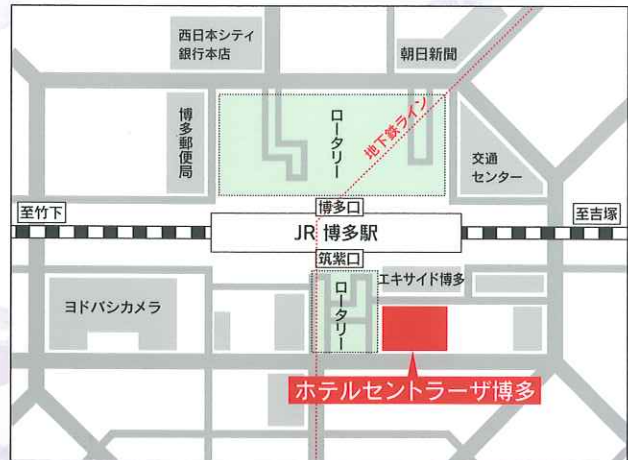 西日本シティ
銀行本店
朝日新聞
博多郵便局
ロータリー
地下鉄ライン
交通
センター
至竹下
博多口
至吉塚
JR 博多駅
筑紫口
ヨドバシカメラ
ロータリー
エキサイド博多
ホテルセントラーザ博多